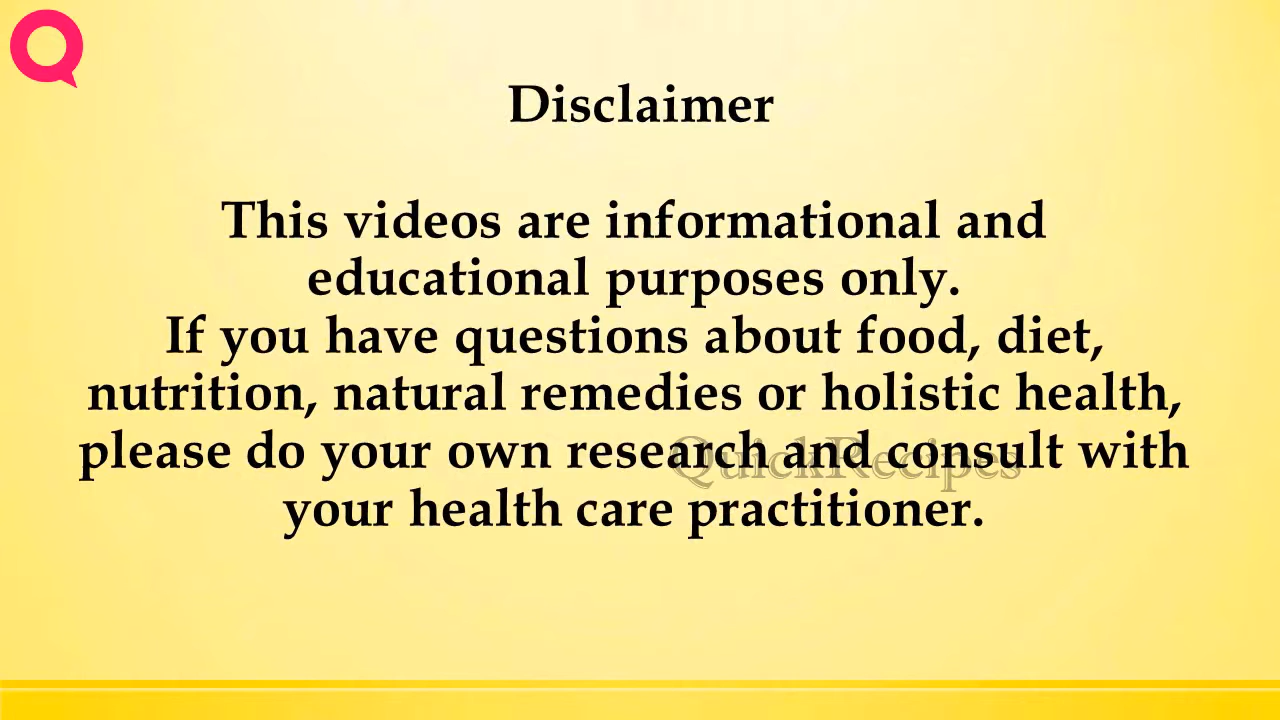 Disclaimer
This videos are informational and
educational purposes only.
If you have questions about food, diet,
nutrition, natural remedies or holistic health,
please do your own research and consult with
QuickRecipes
your health care practitioner.